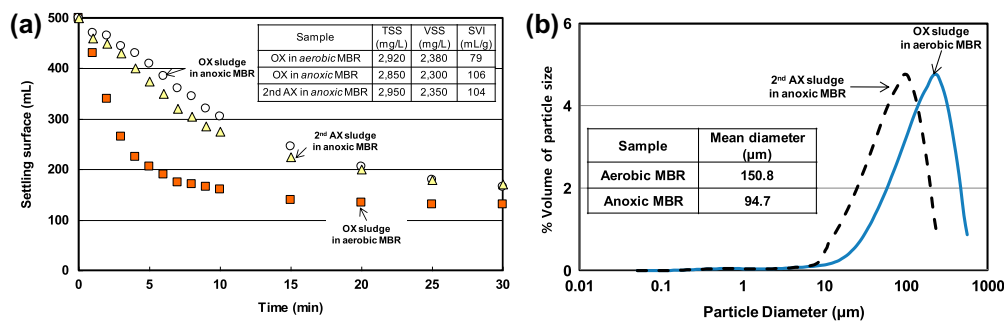 (a)
500
400
300
200
100
0
Settling surface (mL)
0 5 10 15 20 25 30
Time (min)
Sample TSS (mg/L) VSS (mg/L) SVI (mL/g)
OX in aerobic MBR 2,920 2,380 79
OX in anoxic MBR 2,850 2,300 106
2nd AX in anoxic MBR 2,950 2,350 104
OX sludge
in anoxic MBR
2nd AX sludge
in anoxic MBR
OX sludge
in aerobic MBR
(b)
6
4
2
0
% Volume of particle size
0.01 0.1 1 10 100 1000
Particle Diameter (µm)
OX sludge
in aerobic MBR
2nd AX sludge
in anoxic MBR
Sample Mean diameter (µm)
Aerobic MBR 150.8
Anoxic MBR 94.7